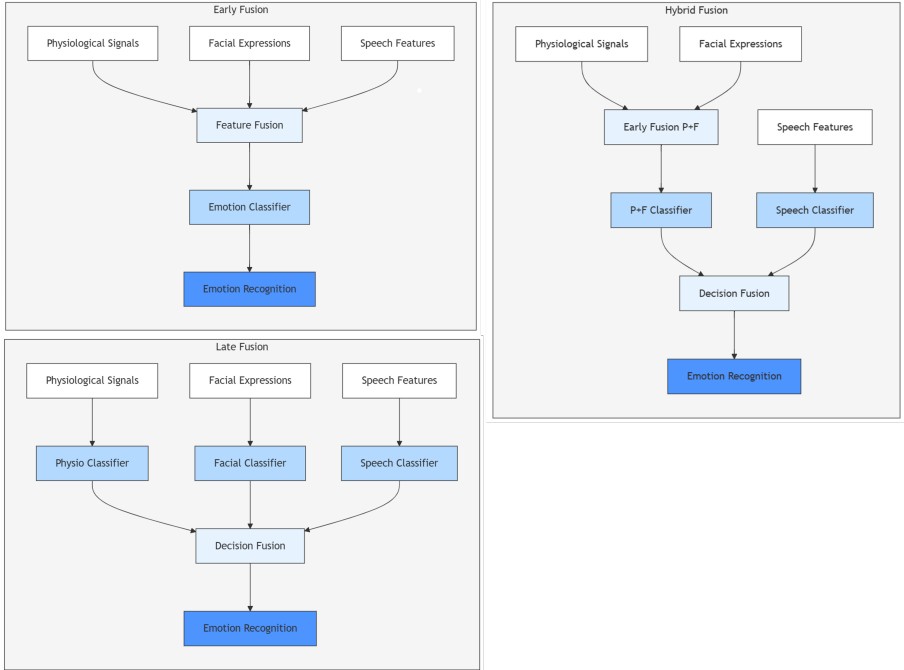 Early Fusion
Physiological Signals
Facial Expressions
Speech Features
Feature Fusion
Emotion Classifier
Emotion Recognition
Late Fusion
Physiological Signals
Facial Expressions
Speech Features
Physio Classifier
Facial Classifier
Speech Classifier
Decision Fusion
Emotion Recognition
Hybrid Fusion
Physiological Signals
Facial Expressions
Early Fusion P+F
Speech Features
P+F Classifier
Speech Classifier
Decision Fusion
Emotion Recognition